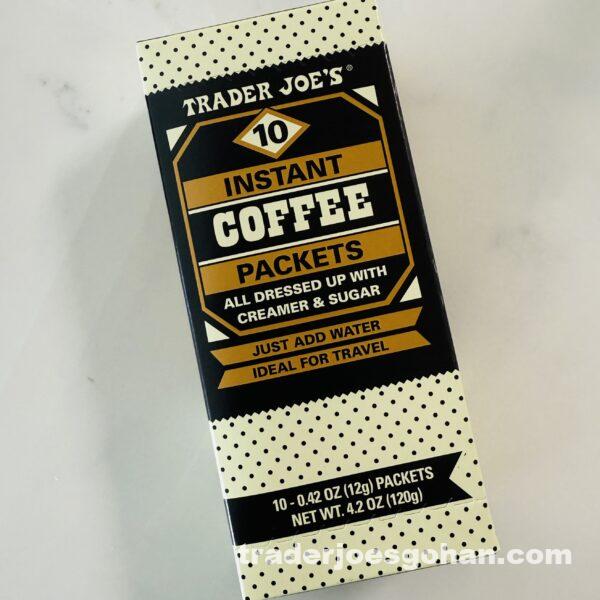 TRADER JOE'S®
10
INSTANT
COFFEE
PACKETS
ALL DRESSED UP WITH
CREAMER & SUGAR
JUST ADD WATER
IDEAL FOR TRAVEL
10 - 0.42 OZ (12g) PACKETS
NET WT. 4.2 OZ (120g)
traderjoesgohan.com